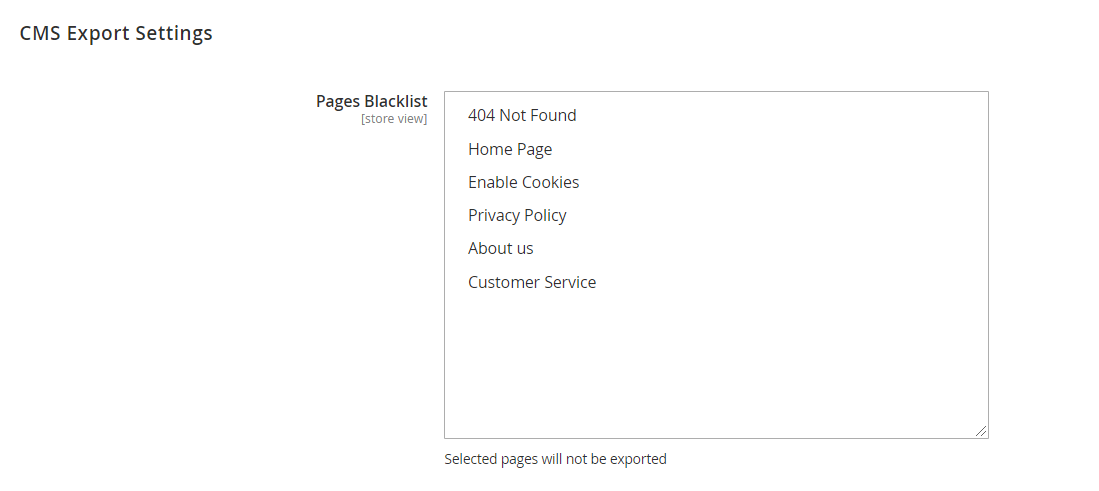 CMS Export Settings
Pages Blacklist
[store view]
404 Not Found
Home Page
Enable Cookies
Privacy Policy
About us
Customer Service
Selected pages will not be exported